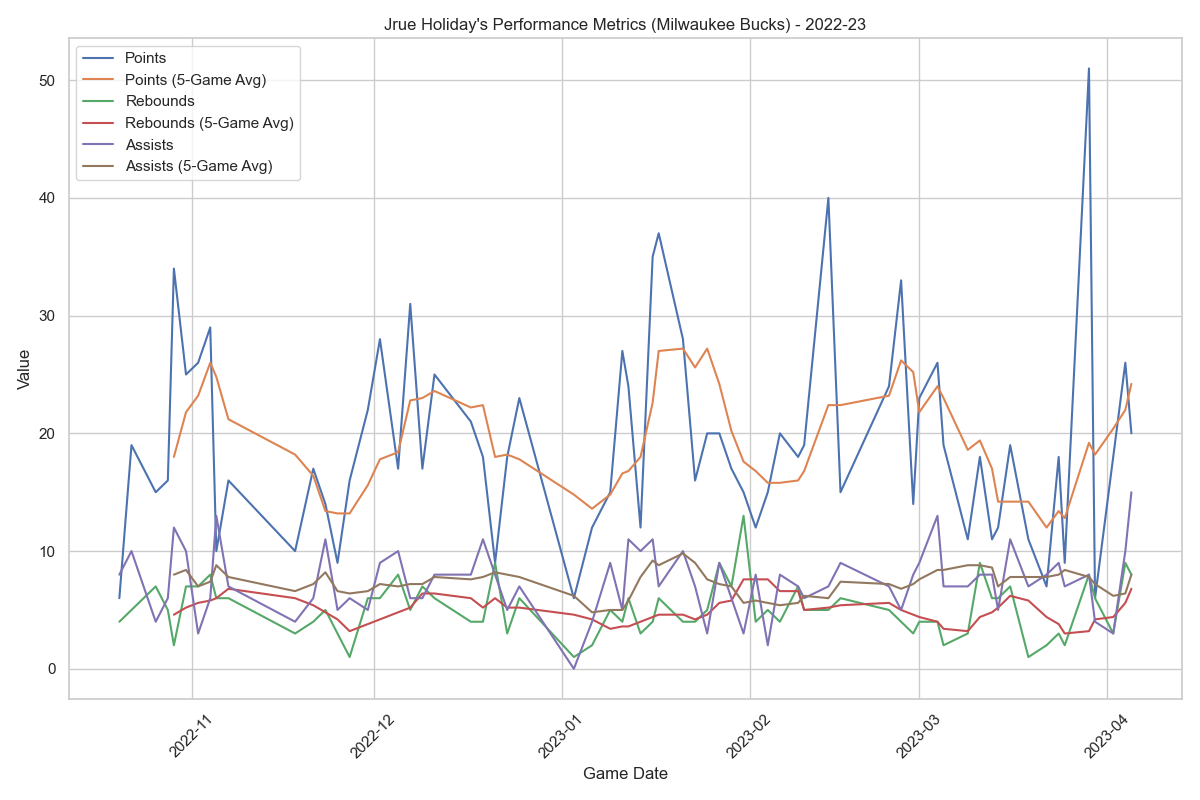 Jrue Holiday's Performance Metrics (Milwaukee Bucks) - 2022-23
Points
Points (5-Game Avg)
Rebounds
Rebounds (5-Game Avg)
Assists
Assists (5-Game Avg)
50
40
30
20
10
0
Value
2022-11
2022-12
2023-01
2023-02
2023-03
2023-04
Game Date